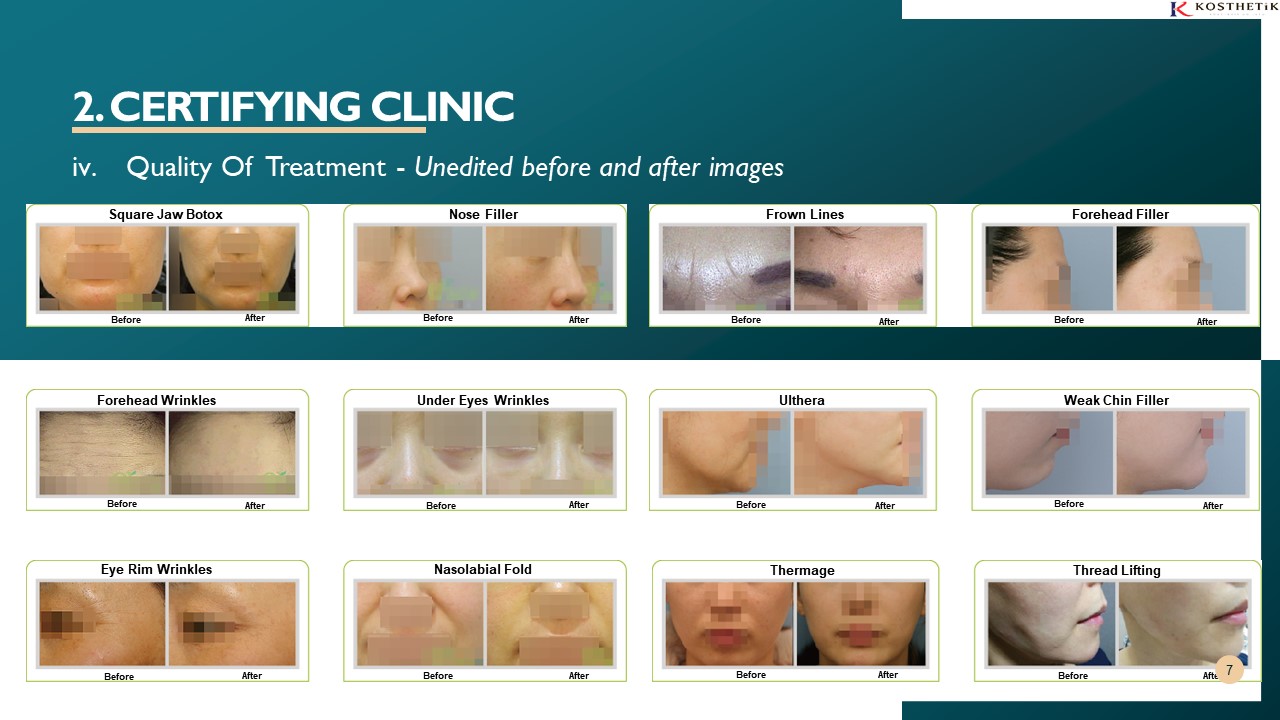 KOSTHETiK
2. CERTIFYING CLINIC
iv. Quality Of Treatment - Unedited before and after images
Square Jaw Botox
Before After
Nose Filler
Before After
Frown Lines
Before After
Forehead Filler
Before After
Forehead Wrinkles
Before After
Under Eyes Wrinkles
Before After
Ulthera
Before After
Weak Chin Filler
Before After
Eye Rim Wrinkles
Before After
Nasolabial Fold
Before After
Thermage
Before After
Thread Lifting
Before Afte
7